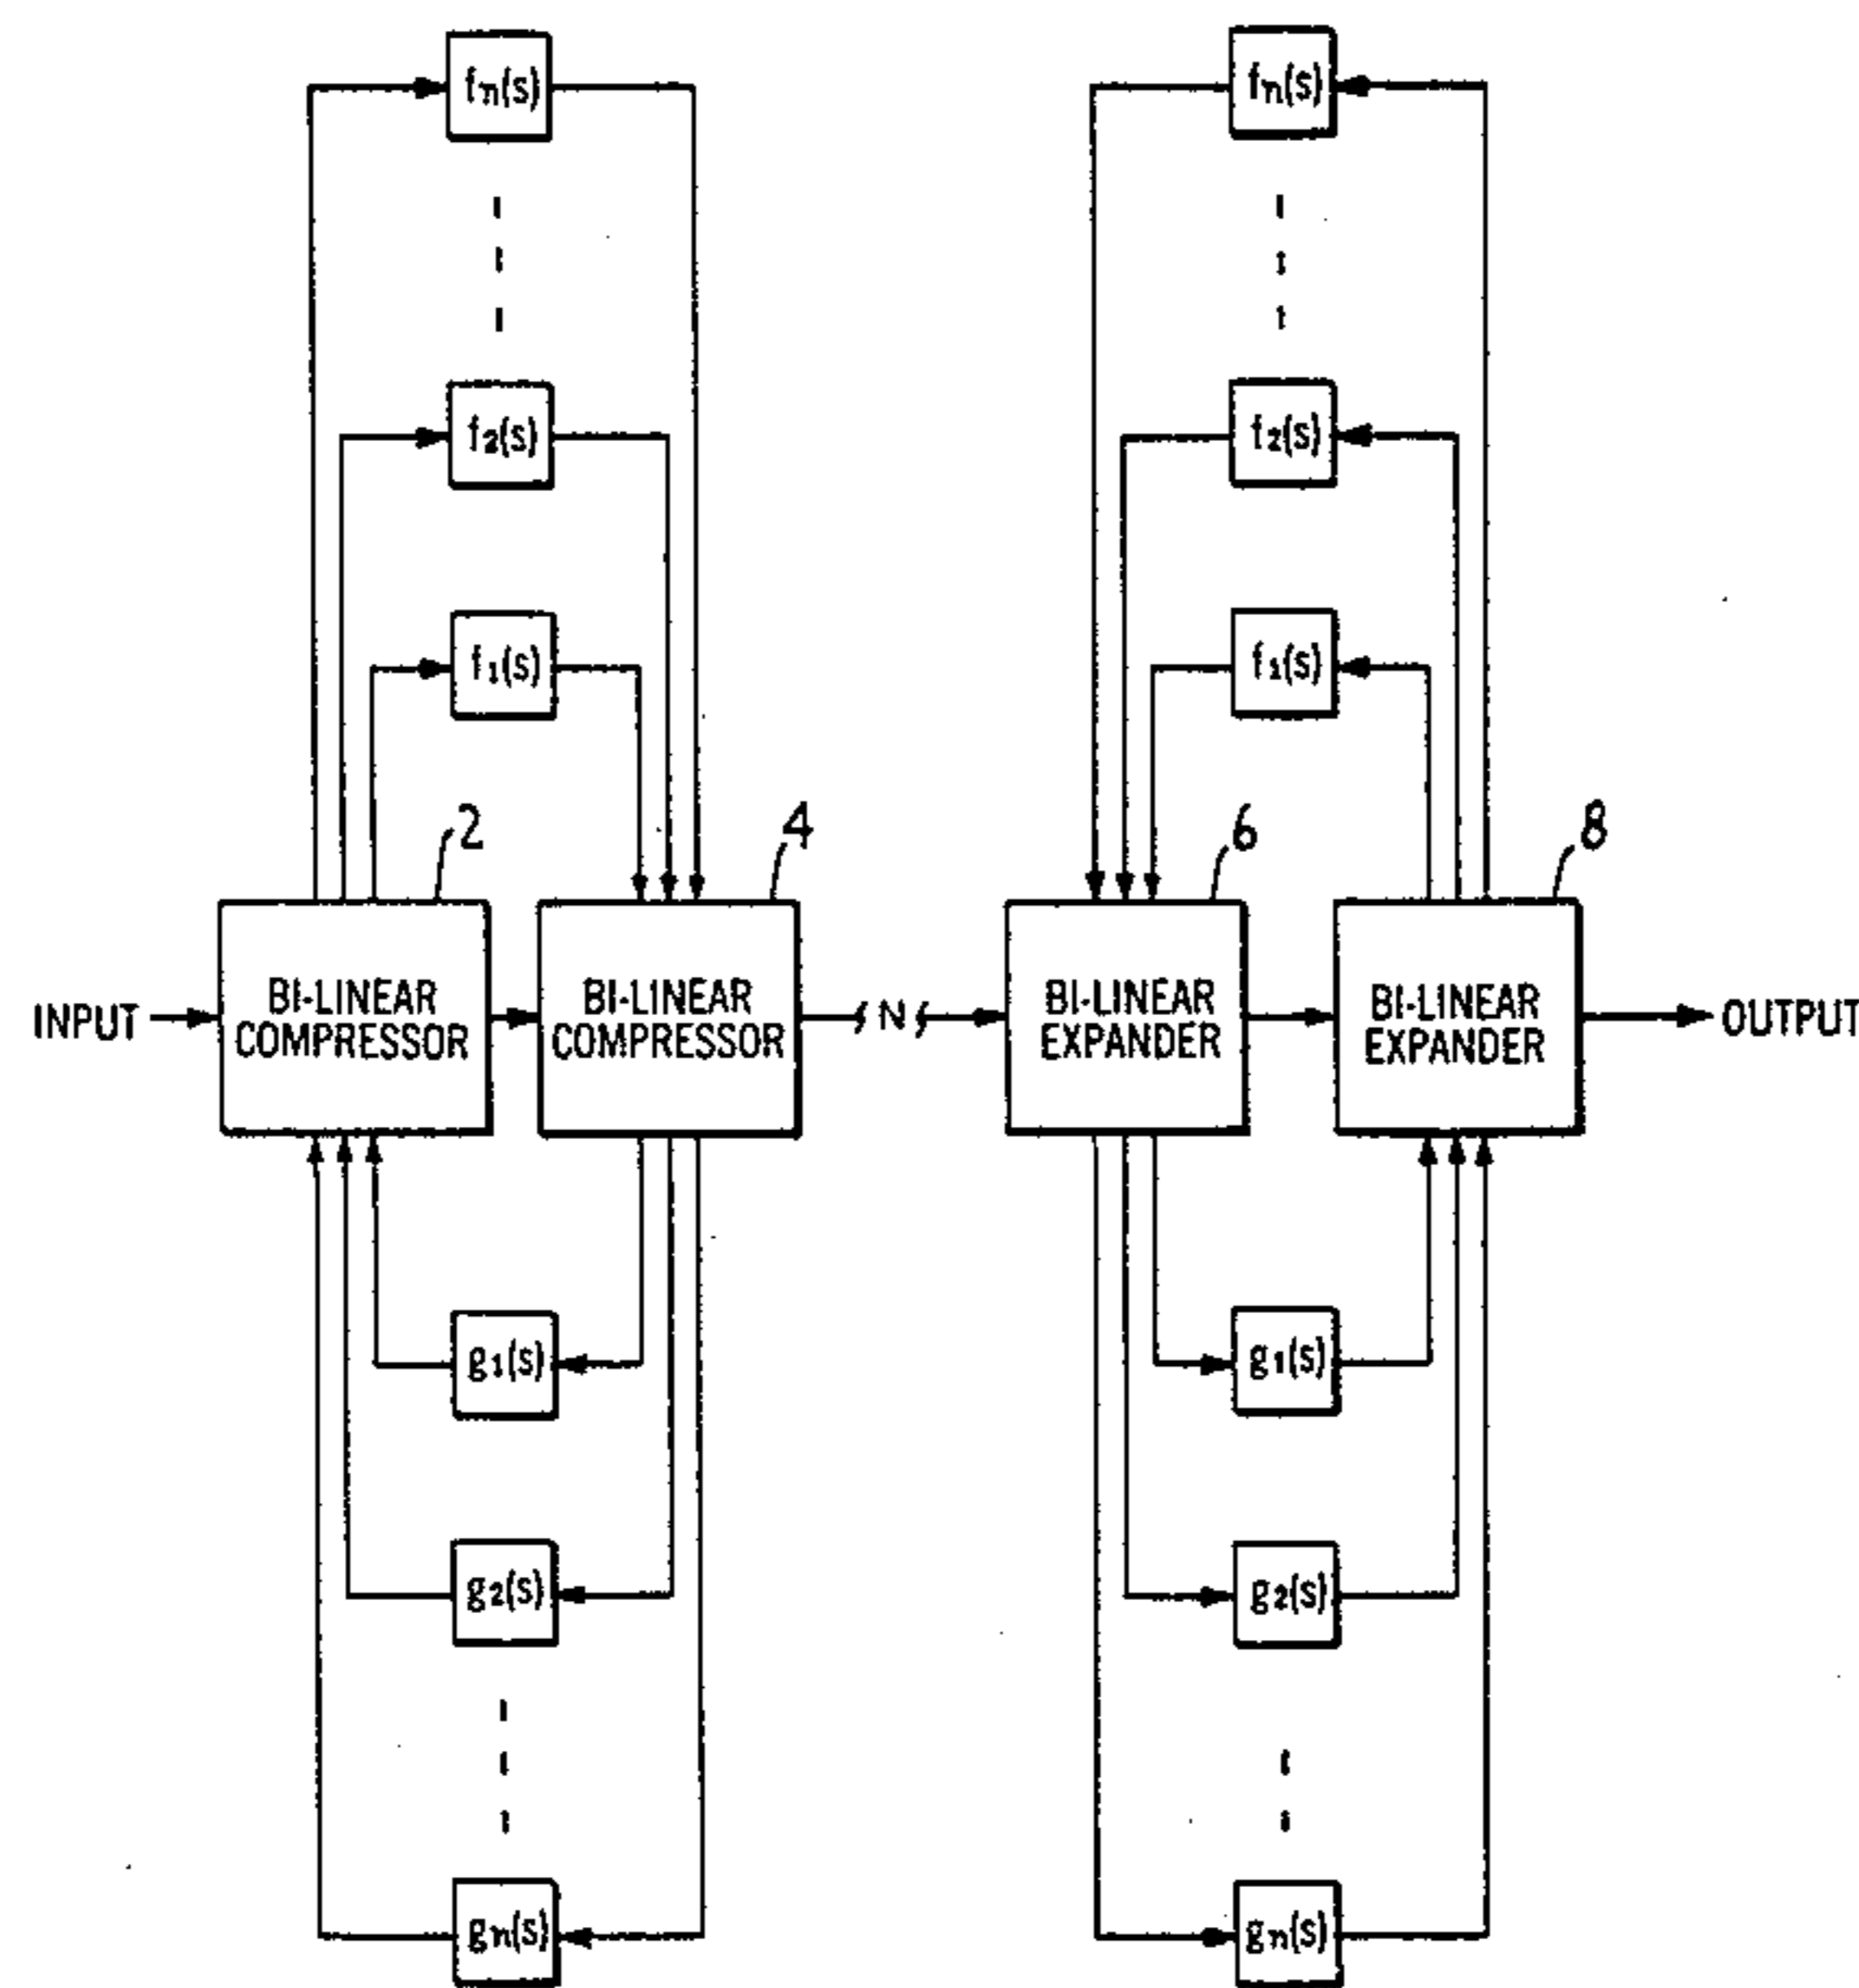 fn(s) fn(s)
f2(s) f2(s)
f1(s) f1(s)
2 4 6 8
INPUT
BI-LINEAR
COMPRESSOR
BI-LINEAR
COMPRESSOR
N
BI-LINEAR
EXPANDER
BI-LINEAR
EXPANDER
OUTPUT
g1(s) g1(s)
g2(s) g2(s)
gn(s) gn(s)